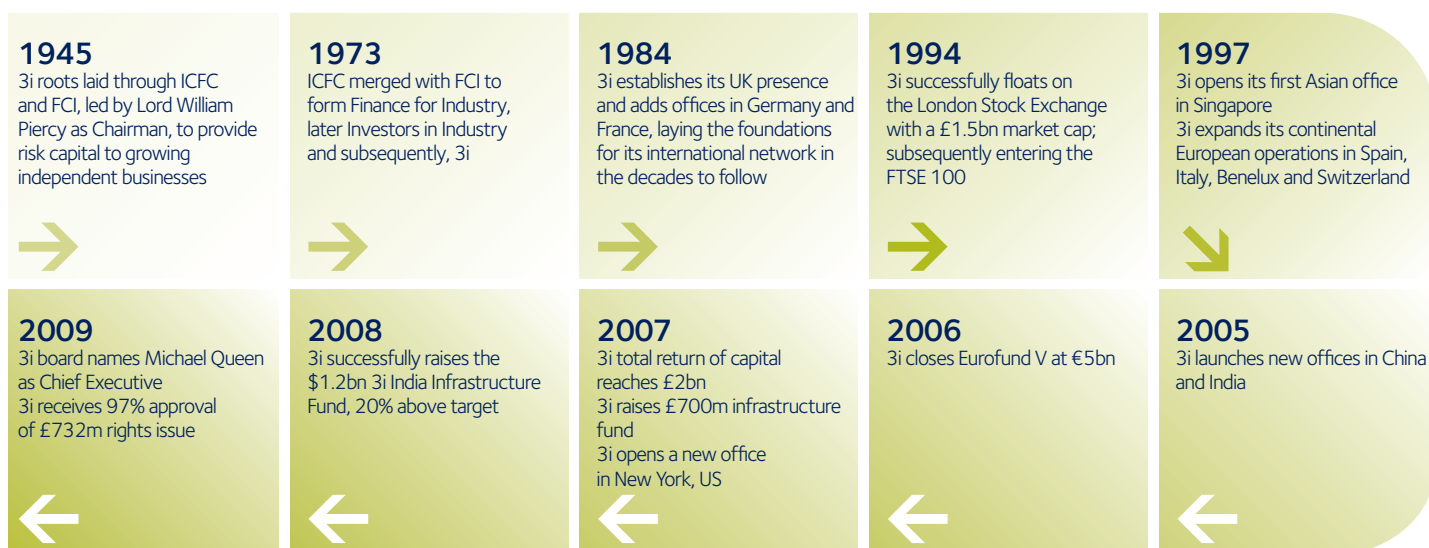 1945
3i roots laid through ICFC
and FCI, led by Lord William
Piercy as Chairman, to provide
risk capital to growing
independent businesses
1973
ICFC merged with FCI to
form Finance for Industry,
later Investors in Industry
and subsequently, 3i
1984
3i establishes its UK presence
and adds offices in Germany and
France, laying the foundations
for its international network in
the decades to follow
1994
3i successfully floats on
the London Stock Exchange
with a £1.5bn market cap;
subsequently entering the
FTSE 100
1997
3i opens its first Asian office
in Singapore
3i expands its continental
European operations in Spain,
Italy, Benelux and Switzerland
2005
3i launches new offices in China
and India
2006
3i closes Eurofund V at €5bn
2007
3i total return of capital
reaches £2bn
3i raises £700m infrastructure
fund
3i opens a new office
in New York, US
2008
3i successfully raises the
$1.2bn 3i India Infrastructure
Fund, 20% above target
2009
3i board names Michael Queen
as Chief Executive
3i receives 97% approval
of £732m rights issue